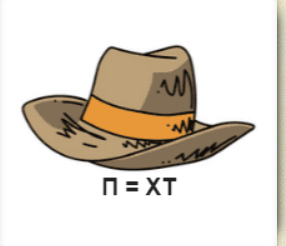 П = ХТ